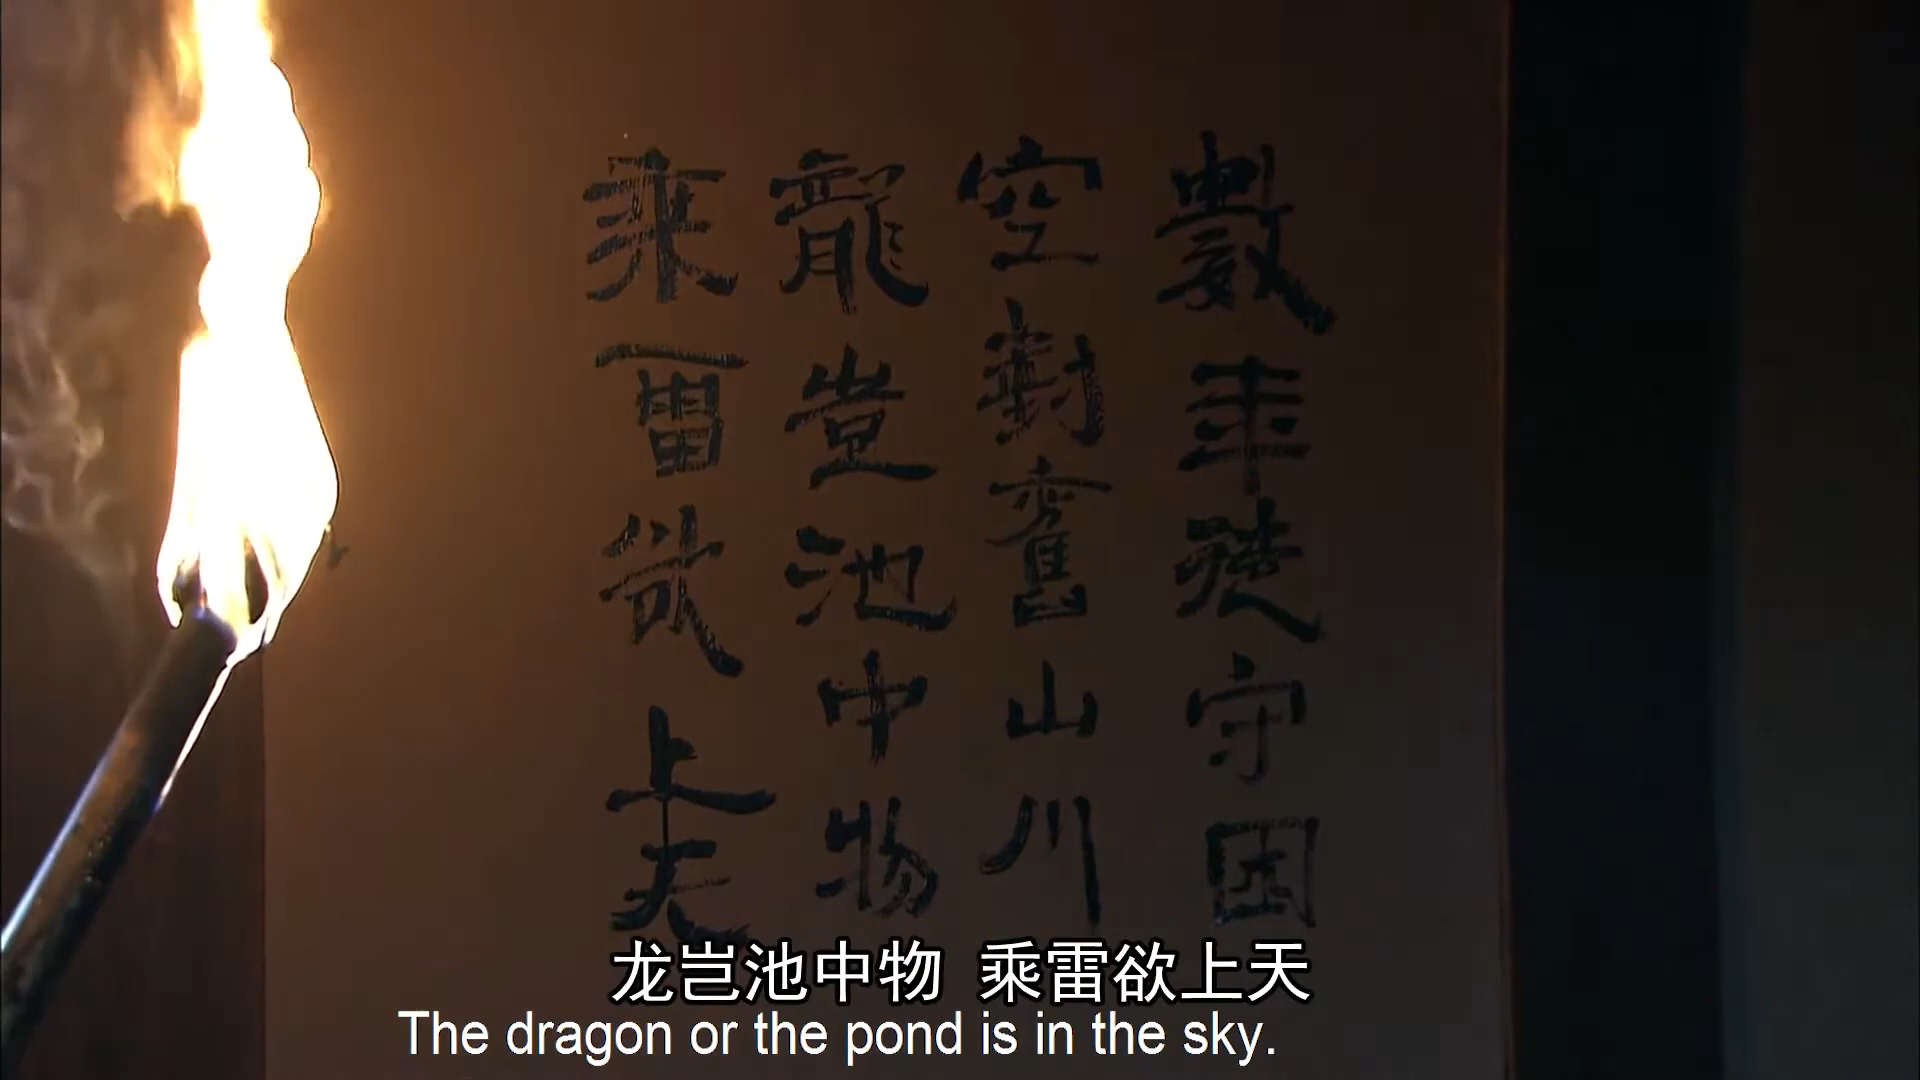 數年徒守困
空對舊山川
龍豈池中物
乘雷欲上天
龙岂池中物 乘雷欲上天
The dragon or the pond is in the sky.